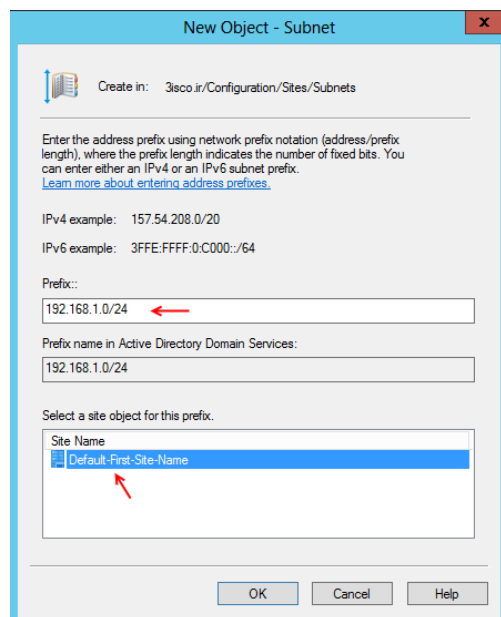 New Object - Subnet
x
Create in: 3isco.ir/Configuration/Sites/Subnets
Enter the address prefix using network prefix notation (address/prefix
length), where the prefix length indicates the number of fixed bits. You
can enter either an IPv4 or an IPv6 subnet prefix.
Learn more about entering address prefixes.
IPv4 example: 157.54.208.0/20
IPv6 example: 3FFE:FFFF:0:C000::/64
Prefix::
192.168.1.0/24
Prefix name in Active Directory Domain Services:
192.168.1.0/24
Select a site object for this prefix.
Site Name
Default-First-Site-Name
OK Cancel Help